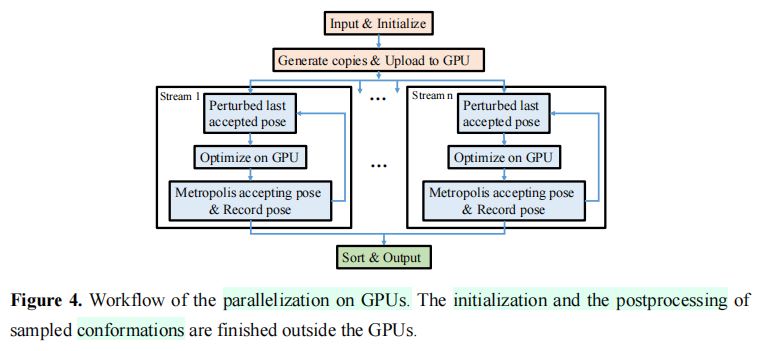 Input & Initialize
Generate copies & Upload to GPU
Stream 1
Perturbed last
accepted pose
Optimize on GPU
Metropolis accepting pose
& Record pose
...
...
Stream n
Perturbed last
accepted pose
Optimize on GPU
Metropolis accepting pose
& Record pose
Sort & Output
Figure 4. Workflow of the parallelization on GPUs. The initialization and the postprocessing of
sampled conformations are finished outside the GPUs.